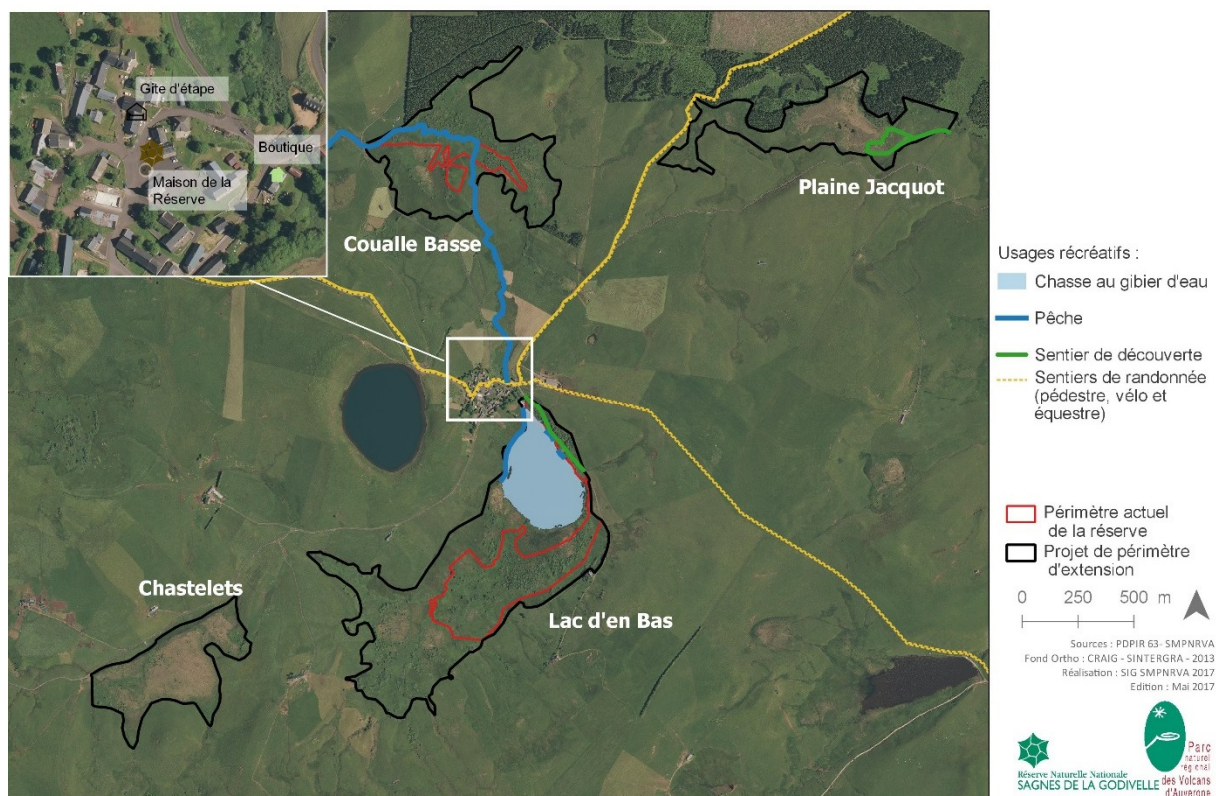 Gîte d'étape
Boutique
Maison de la
Réserve
Coualle Basse
Plaine Jacquot
Chastelets
Lac d'en Bas
Usages récréatifs :
Chasse au gibier d'eau
Pêche
Sentier de découverte
Sentiers de randonnée
(pédestre, vélo et
équestre)
Périmètre actuel
de la réserve
Projet de périmètre
d'extension
0 250 500 m
Sources : PDPIR 63- SMPNRVA
Fond Ortho : CRAIG - SINTERGRA - 2013
Réalisation : SIG SMPNRVA 2017
Edition : Mai 2017
Réserve Naturelle Nationale
SAGNES DE LA GODIVELLE
Parc
naturel
régional
des Volcans
d'Auvergne